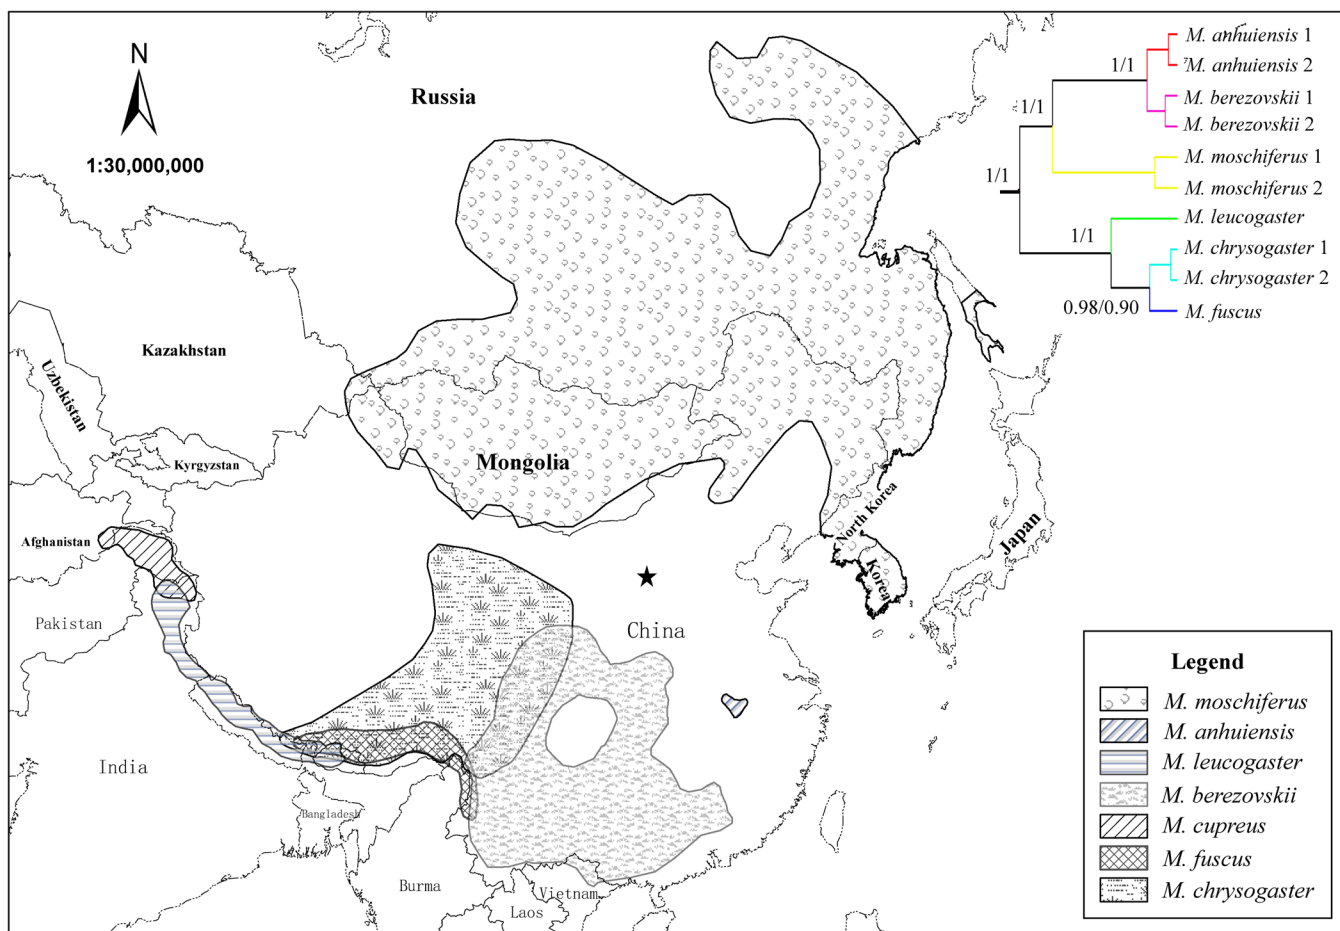 N
1:30,000,000
Russia
Kazakhstan
Uzbekistan
Kyrgyzstan
Mongolia
Afghanistan
Pakistan
India
Bangladesh
Burma
Laos
Vietnam
China
North Korea
Korea
Japan
1/1
1/1
1/1
1/1
0.98/0.90
M. anhuiensis 1
M. anhuiensis 2
M. berezovskii 1
M. berezovskii 2
M. moschiferus 1
M. moschiferus 2
M. leucogaster
M. chrysogaster 1
M. chrysogaster 2
M. fuscus
Legend
M. moschiferus
M. anhuiensis
M. leucogaster
M. berezovskii
M. cupreus
M. fuscus
M. chrysogaster